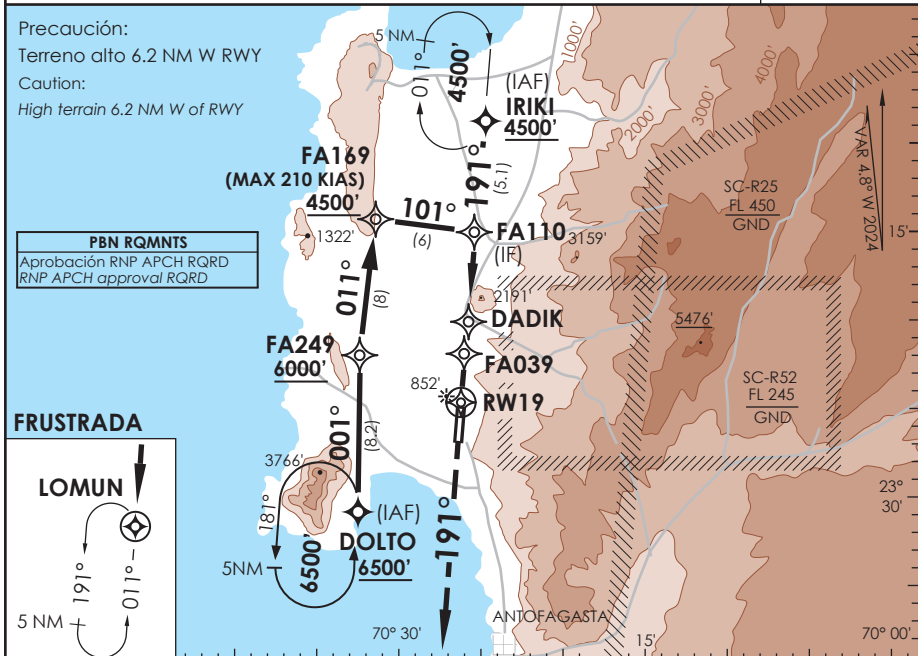 Precaución:
Terreno alto 6.2 NM W RWY
Caution:
High terrain 6.2 NM W of RWY
PBN RQMNTS
Aprobación RNP APCH RQRD
RNP APCH approval RQRD
5 NM
011°
4500'
(IAF)
IRIKI
4500'
191°
(5.1)
FA169
(MAX 210 KIAS)
4500'
101°
(6)
1322'
FA110
(IF)
3159'
2191'
DADIK
011°
(8)
FA249
6000'
FA039
852'
RW19
001°
(8.2)
3766'
181°
6500'
5NM
(IAF)
DOLTO
6500'
191°
1000'
2000'
3000'
4000'
SC-R25
FL 450
GND
VAR 4.8° W 2024
15'
5476'
SC-R52
FL 245
GND
23°
30'
FRUSTRADA
LOMUN
191°
011°
5 NM
ANTOFAGASTA
70° 30'
15'
70° 00'